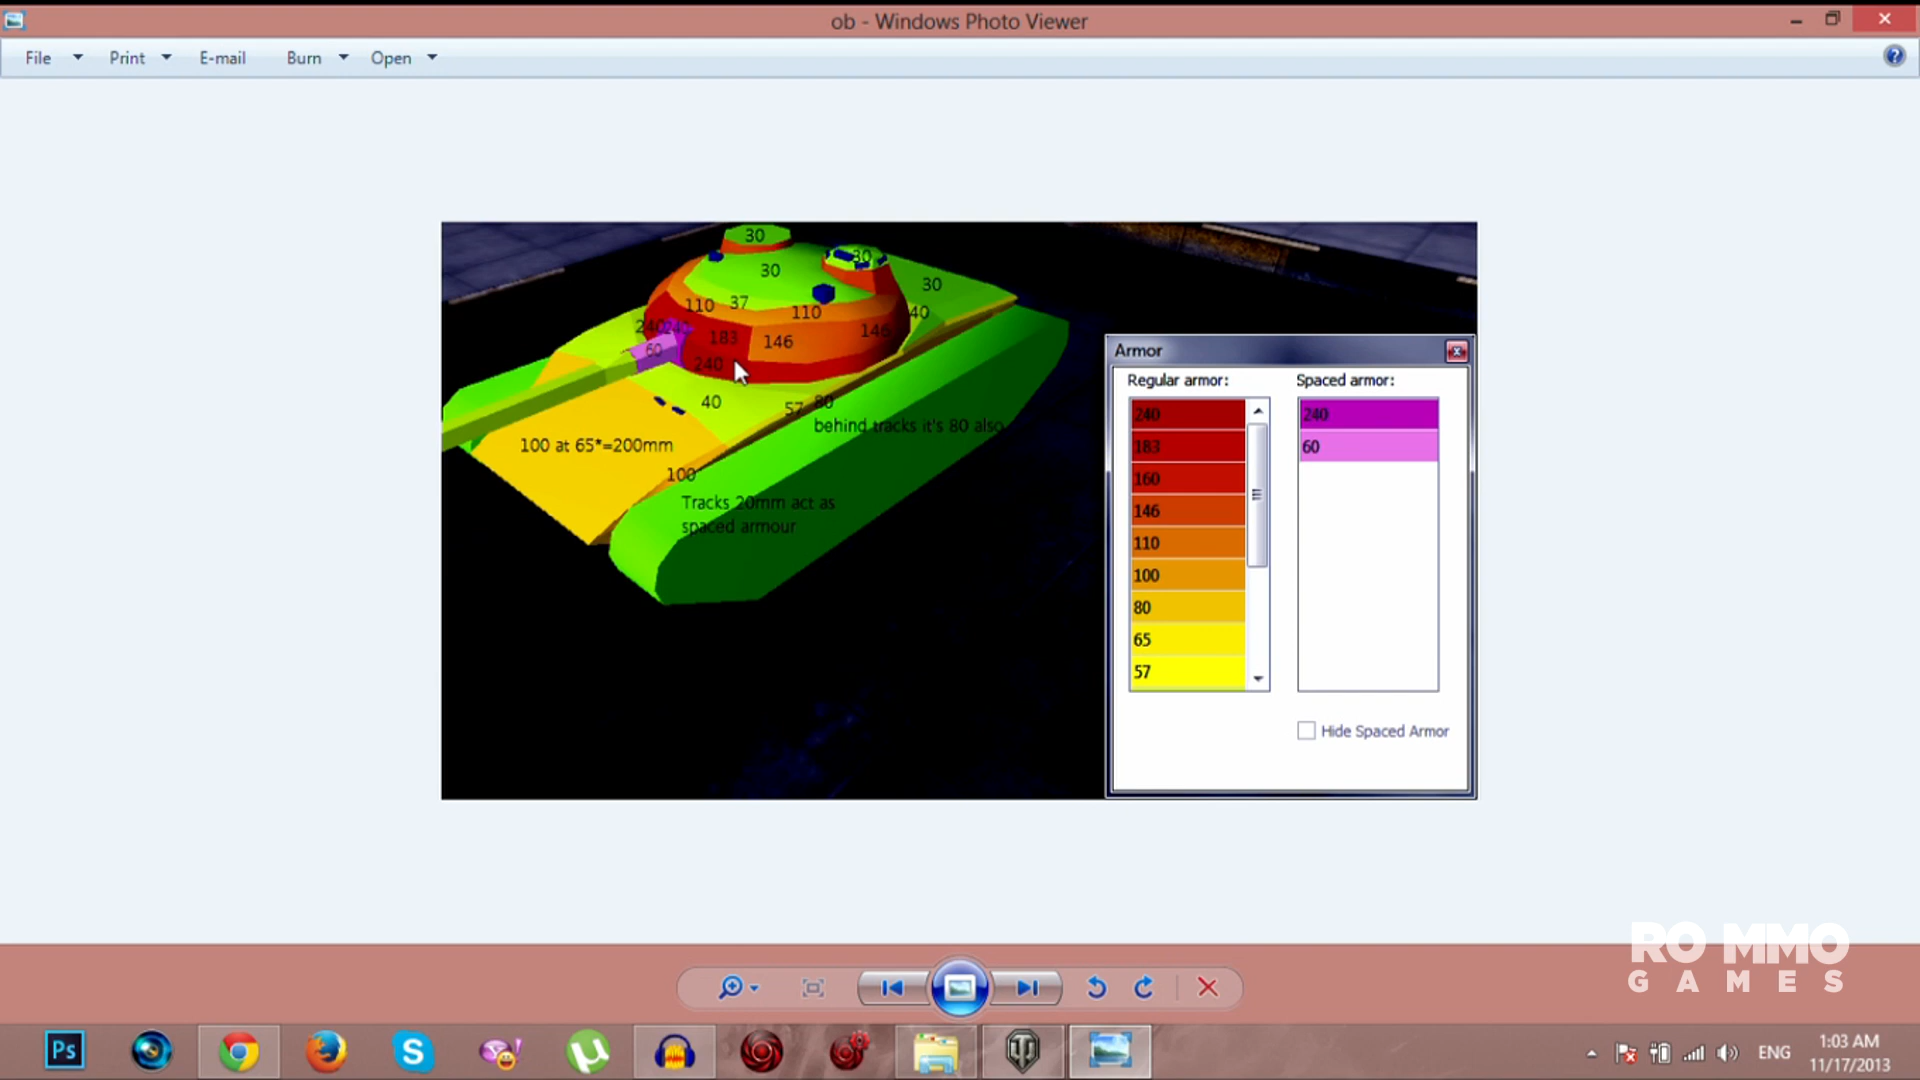 ob - Windows Photo Viewer
File Print E-mail Burn Open
30
30
30
30
110 37
110
40
240 240
183
146
146
60
240
40
57 80
behind tracks it's 80 also
100 at 65*=200mm
100
Tracks 20mm act as
spaced armour
Armor
Regular armor: Spaced armor:
240 240
183 60
160
146
110
100
80
65
57
Hide Spaced Armor
RO MMO
GAMES
Ps
ENG
1:03 AM
11/17/2013